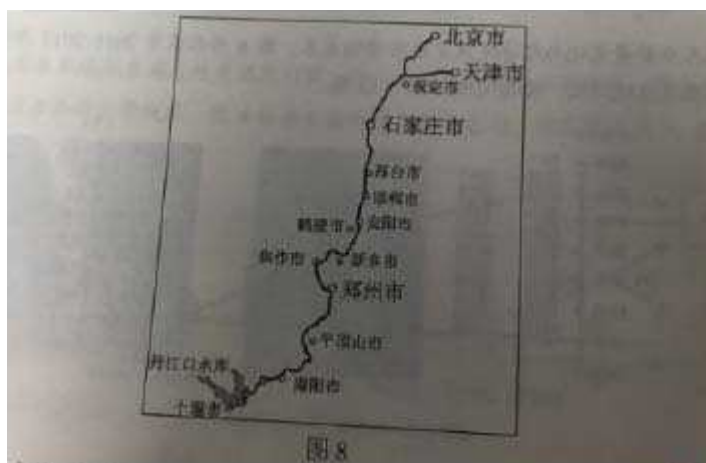 北京市
天津市
保定市
石家庄市
邢台市
邯郸市
鹤壁市
安阳市
焦作市
新乡市
郑州市
平顶山市
丹江口水库
南阳市
十堰市
图8